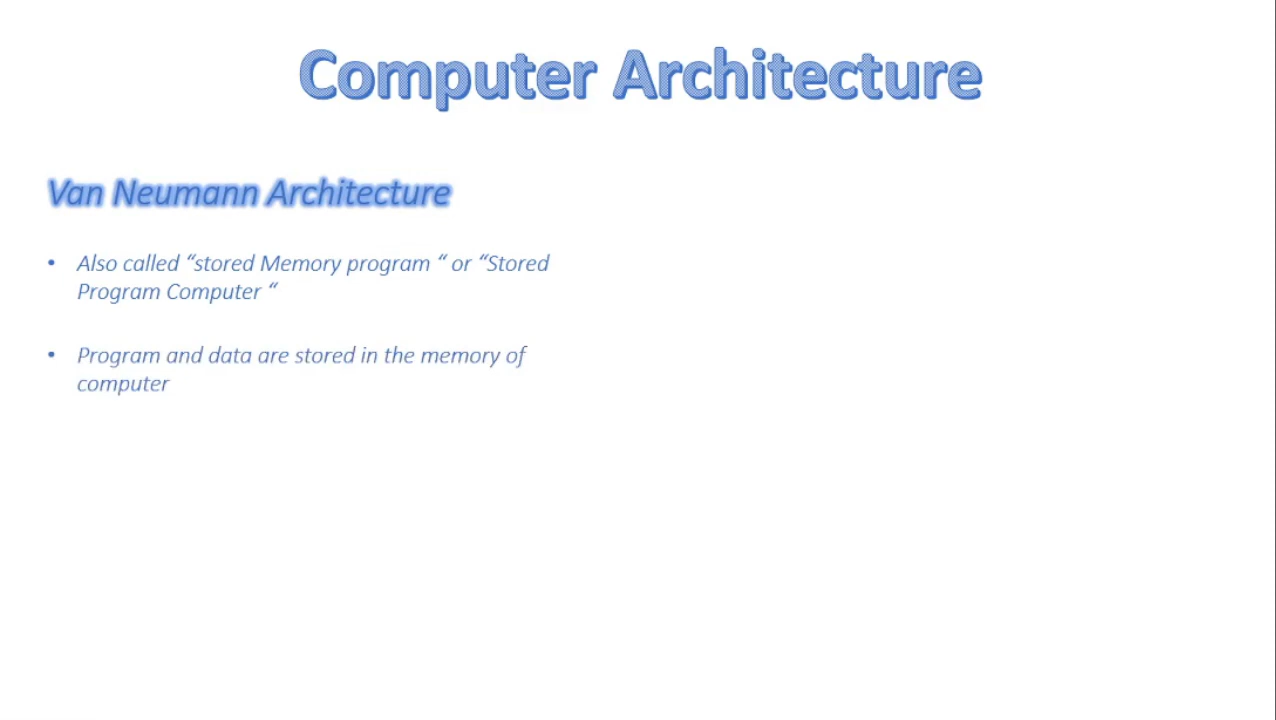 Computer Architecture
Van Neumann Architecture
• Also called “stored Memory program “ or “Stored
Program Computer “
• Program and data are stored in the memory of
computer